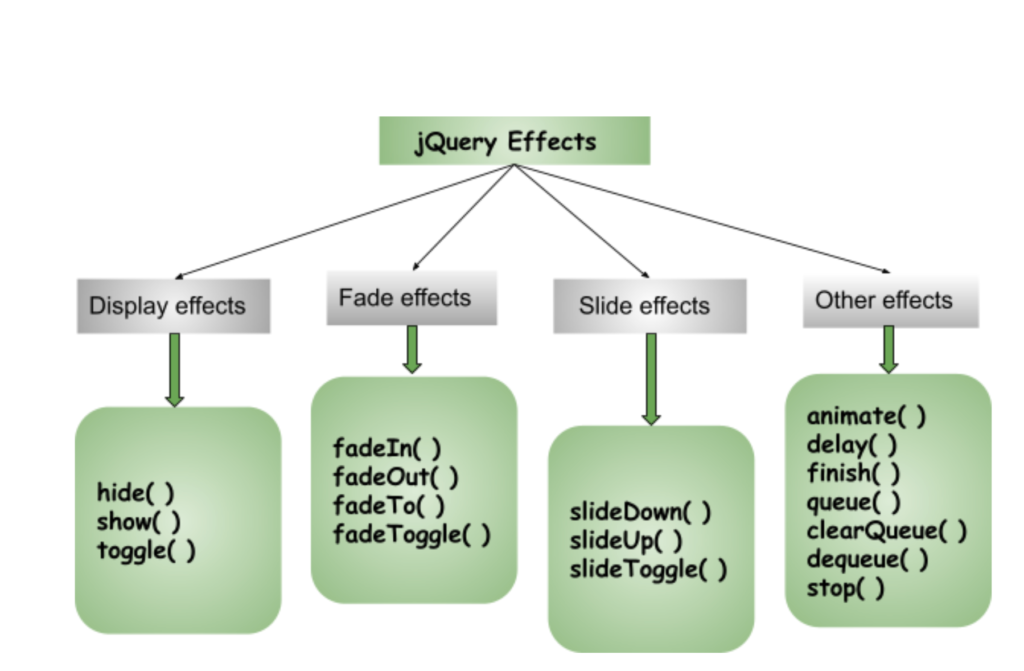 jQuery Effects
Display effects
Fade effects
Slide effects
Other effects
hide( )
show( )
toggle( )
fadeIn( )
fadeOut( )
fadeTo( )
fadeToggle( )
slideDown( )
slideUp( )
slideToggle( )
animate( )
delay( )
finish( )
queue( )
clearQueue( )
dequeue( )
stop( )